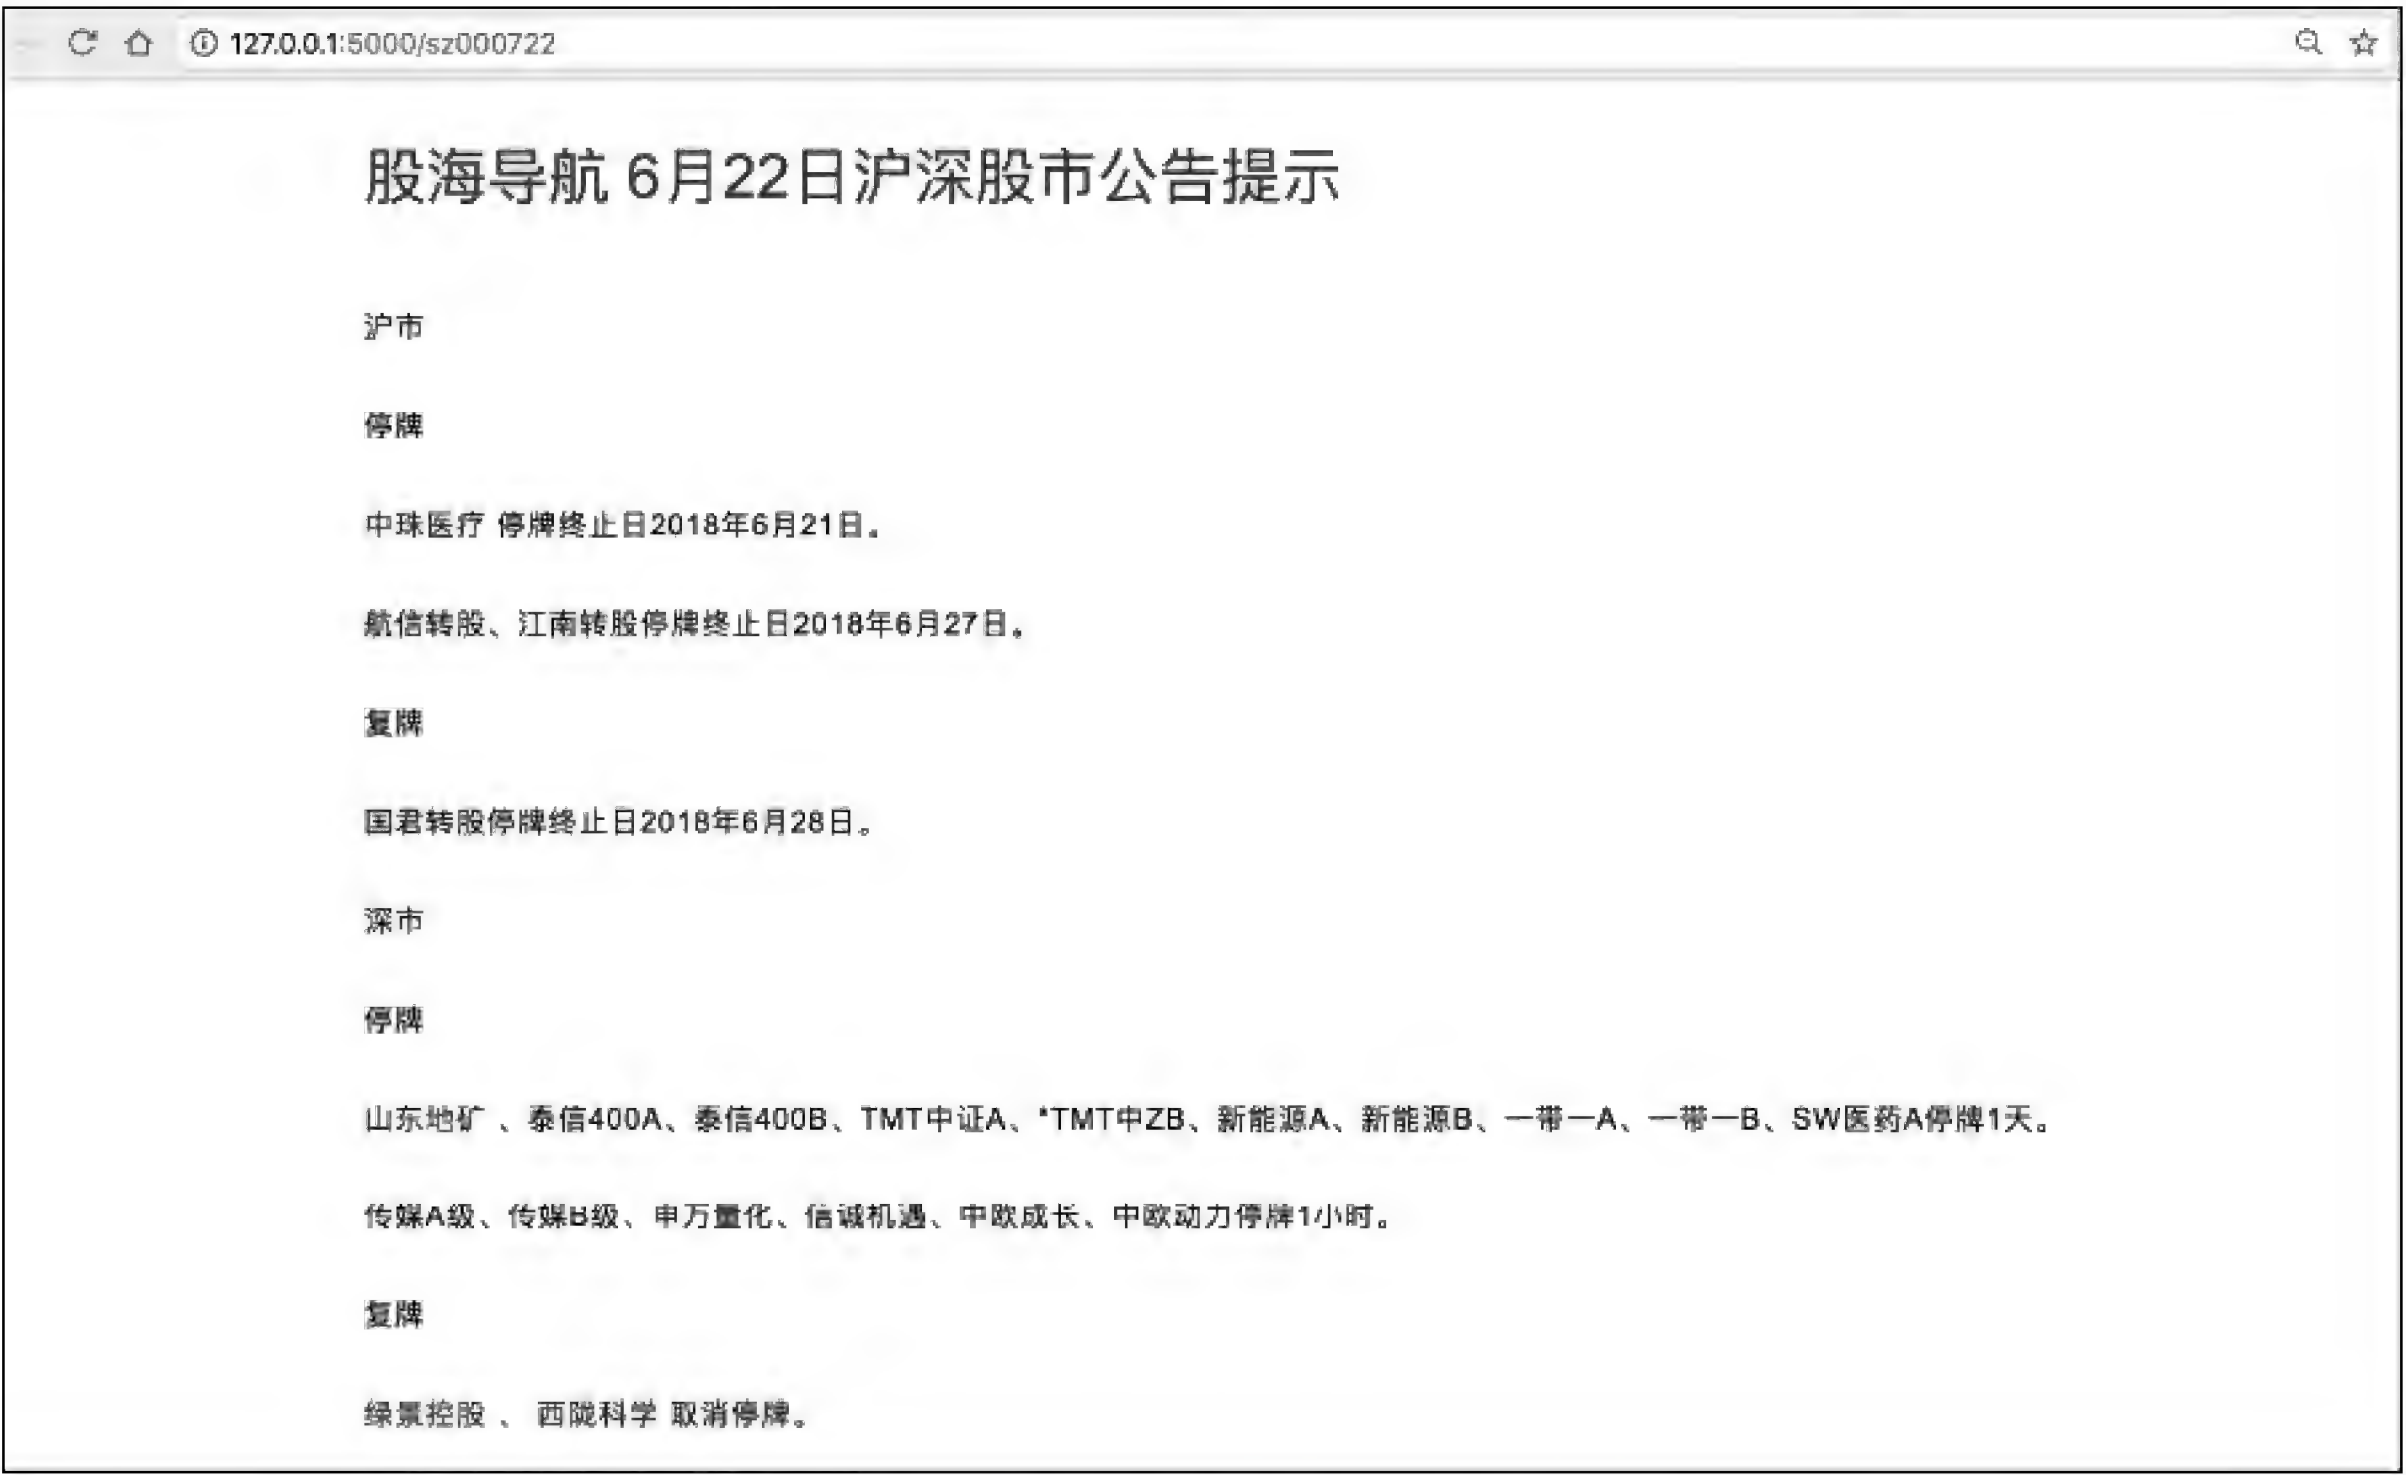 127.0.0.1:5000/sz000722
股海导航 6月22日沪深股市公告提示
沪市
停牌
中珠医疗 停牌终止日2018年6月21日。
航信转股、江南转股停牌终止日2018年6月27日。
复牌
国君转股停牌终止日2018年6月28日。
深市
停牌
山东地矿 、泰信400A、泰信400B、TMT中证A、*TMT中ZB、新能源A、新能源B、一带一A、一带一B、SW医药A停牌1天。
传媒A级、传媒B级、申万量化、信诚机遇、中欧成长、中欧动力停牌1小时。
复牌
绿景控股 、 西陇科学 取消停牌。